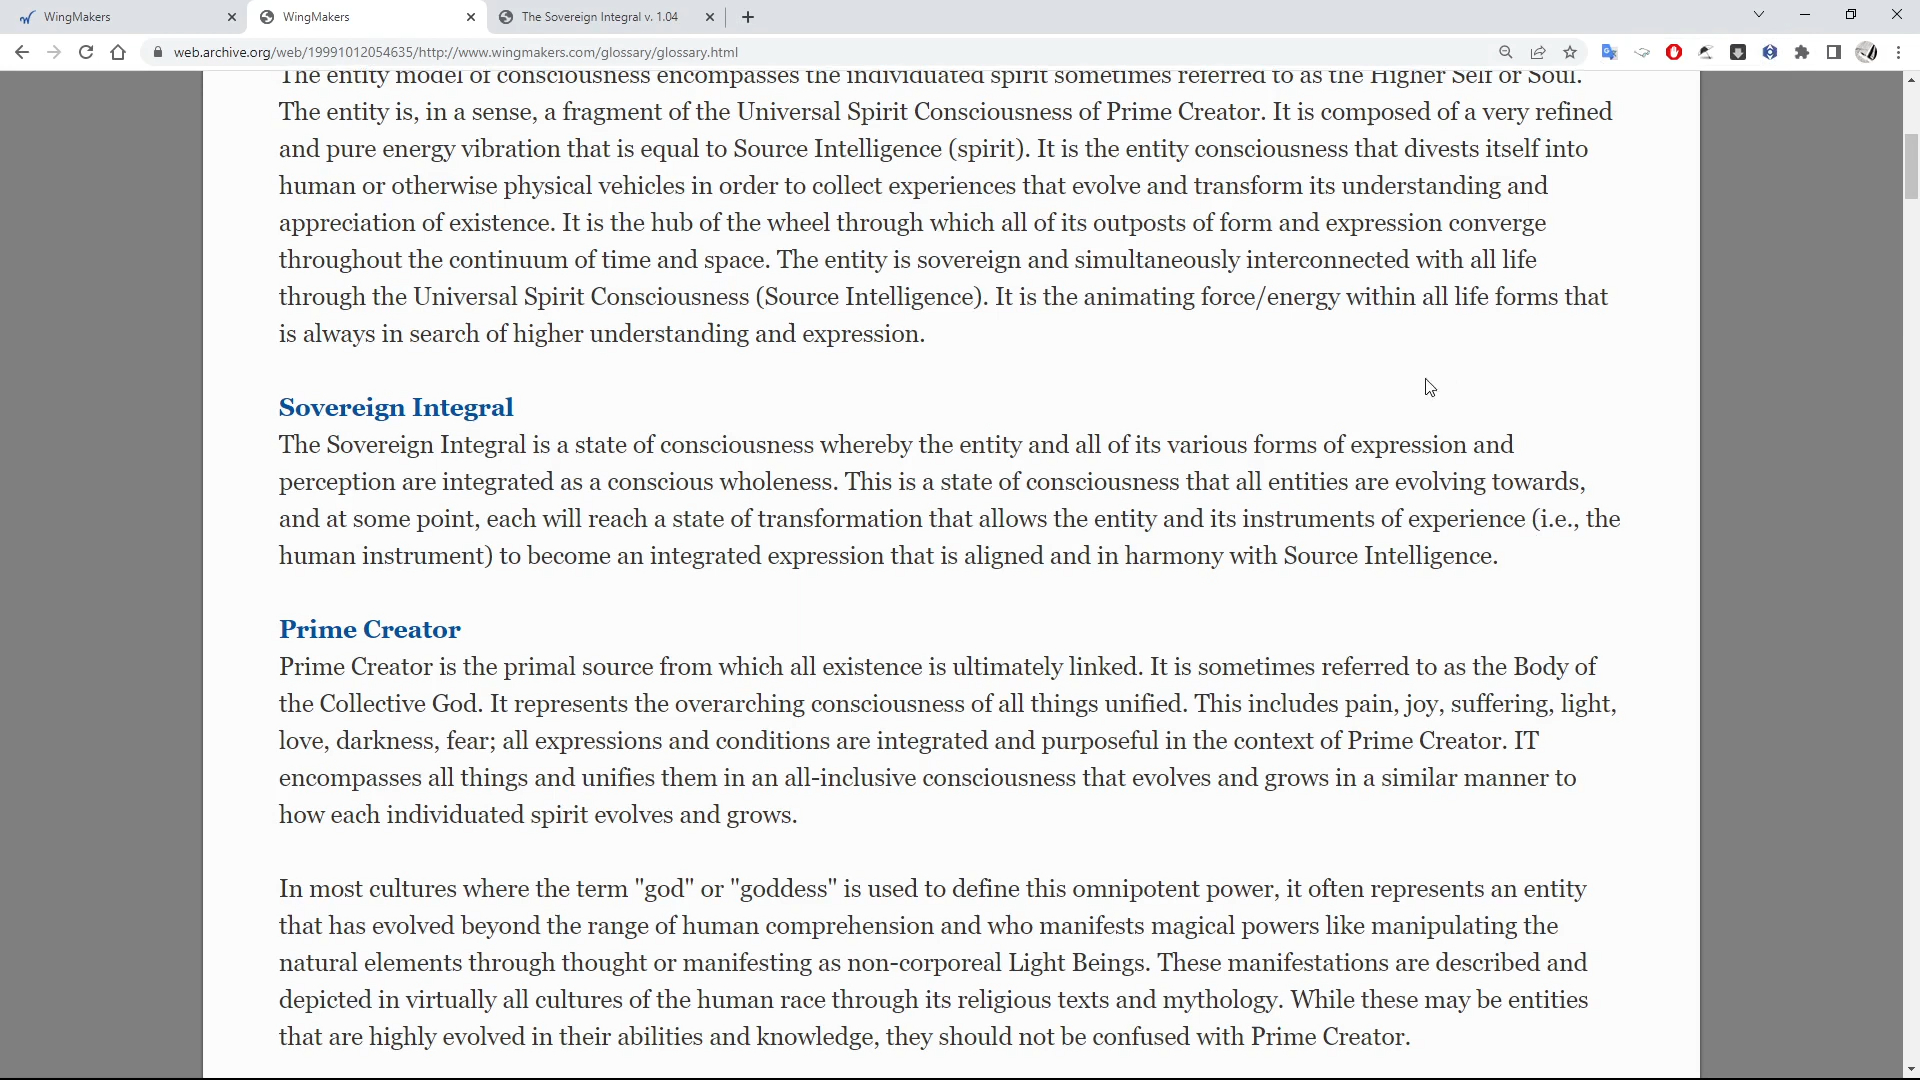 WingMakers
WingMakers
The Sovereign Integral v. 1.04
web.archive.org/web/19991012054635/http://www.wingmakers.com/glossary/glossary.html
The entity model of consciousness encompasses the individuated spirit sometimes referred to as the Higher Self or Soul.
The entity is, in a sense, a fragment of the Universal Spirit Consciousness of Prime Creator. It is composed of a very refined
and pure energy vibration that is equal to Source Intelligence (spirit). It is the entity consciousness that divests itself into
human or otherwise physical vehicles in order to collect experiences that evolve and transform its understanding and
appreciation of existence. It is the hub of the wheel through which all of its outposts of form and expression converge
throughout the continuum of time and space. The entity is sovereign and simultaneously interconnected with all life
through the Universal Spirit Consciousness (Source Intelligence). It is the animating force/energy within all life forms that
is always in search of higher understanding and expression.
Sovereign Integral
The Sovereign Integral is a state of consciousness whereby the entity and all of its various forms of expression and
perception are integrated as a conscious wholeness. This is a state of consciousness that all entities are evolving towards,
and at some point, each will reach a state of transformation that allows the entity and its instruments of experience (i.e., the
human instrument) to become an integrated expression that is aligned and in harmony with Source Intelligence.
Prime Creator
Prime Creator is the primal source from which all existence is ultimately linked. It is sometimes referred to as the Body of
the Collective God. It represents the overarching consciousness of all things unified. This includes pain, joy, suffering, light,
love, darkness, fear; all expressions and conditions are integrated and purposeful in the context of Prime Creator. IT
encompasses all things and unifies them in an all-inclusive consciousness that evolves and grows in a similar manner to
how each individuated spirit evolves and grows.
In most cultures where the term "god" or "goddess" is used to define this omnipotent power, it often represents an entity
that has evolved beyond the range of human comprehension and who manifests magical powers like manipulating the
natural elements through thought or manifesting as non-corporeal Light Beings. These manifestations are described and
depicted in virtually all cultures of the human race through its religious texts and mythology. While these may be entities
that are highly evolved in their abilities and knowledge, they should not be confused with Prime Creator.